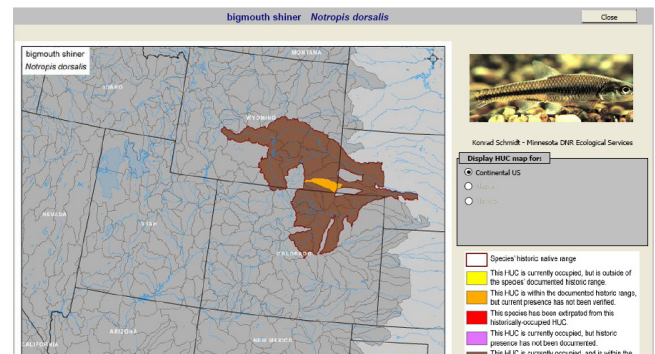 bigmouth shiner Notropis dorsalis
Close
bigmouth shiner
Notropis dorsalis
MONTANA
IDAHO
WYOMING
NEVADA
UTAH
COLORADO
CALIFORNIA
ARIZONA
NEW MEXICO
Konrad Schmidt - Minnesota DNR Ecological Services
Display HUC map for:
Continental US
Species' historic native range
This HUC is currently occupied, but is outside of
the species' documented historic range.
This HUC is within the documented historic range,
but current presence has not been verified.
This species has been extirpated from this
historically-occupied HUC.
This HUC is currently occupied, but historic
presence has not been documented.
This HUC is currently occupied, and is within the